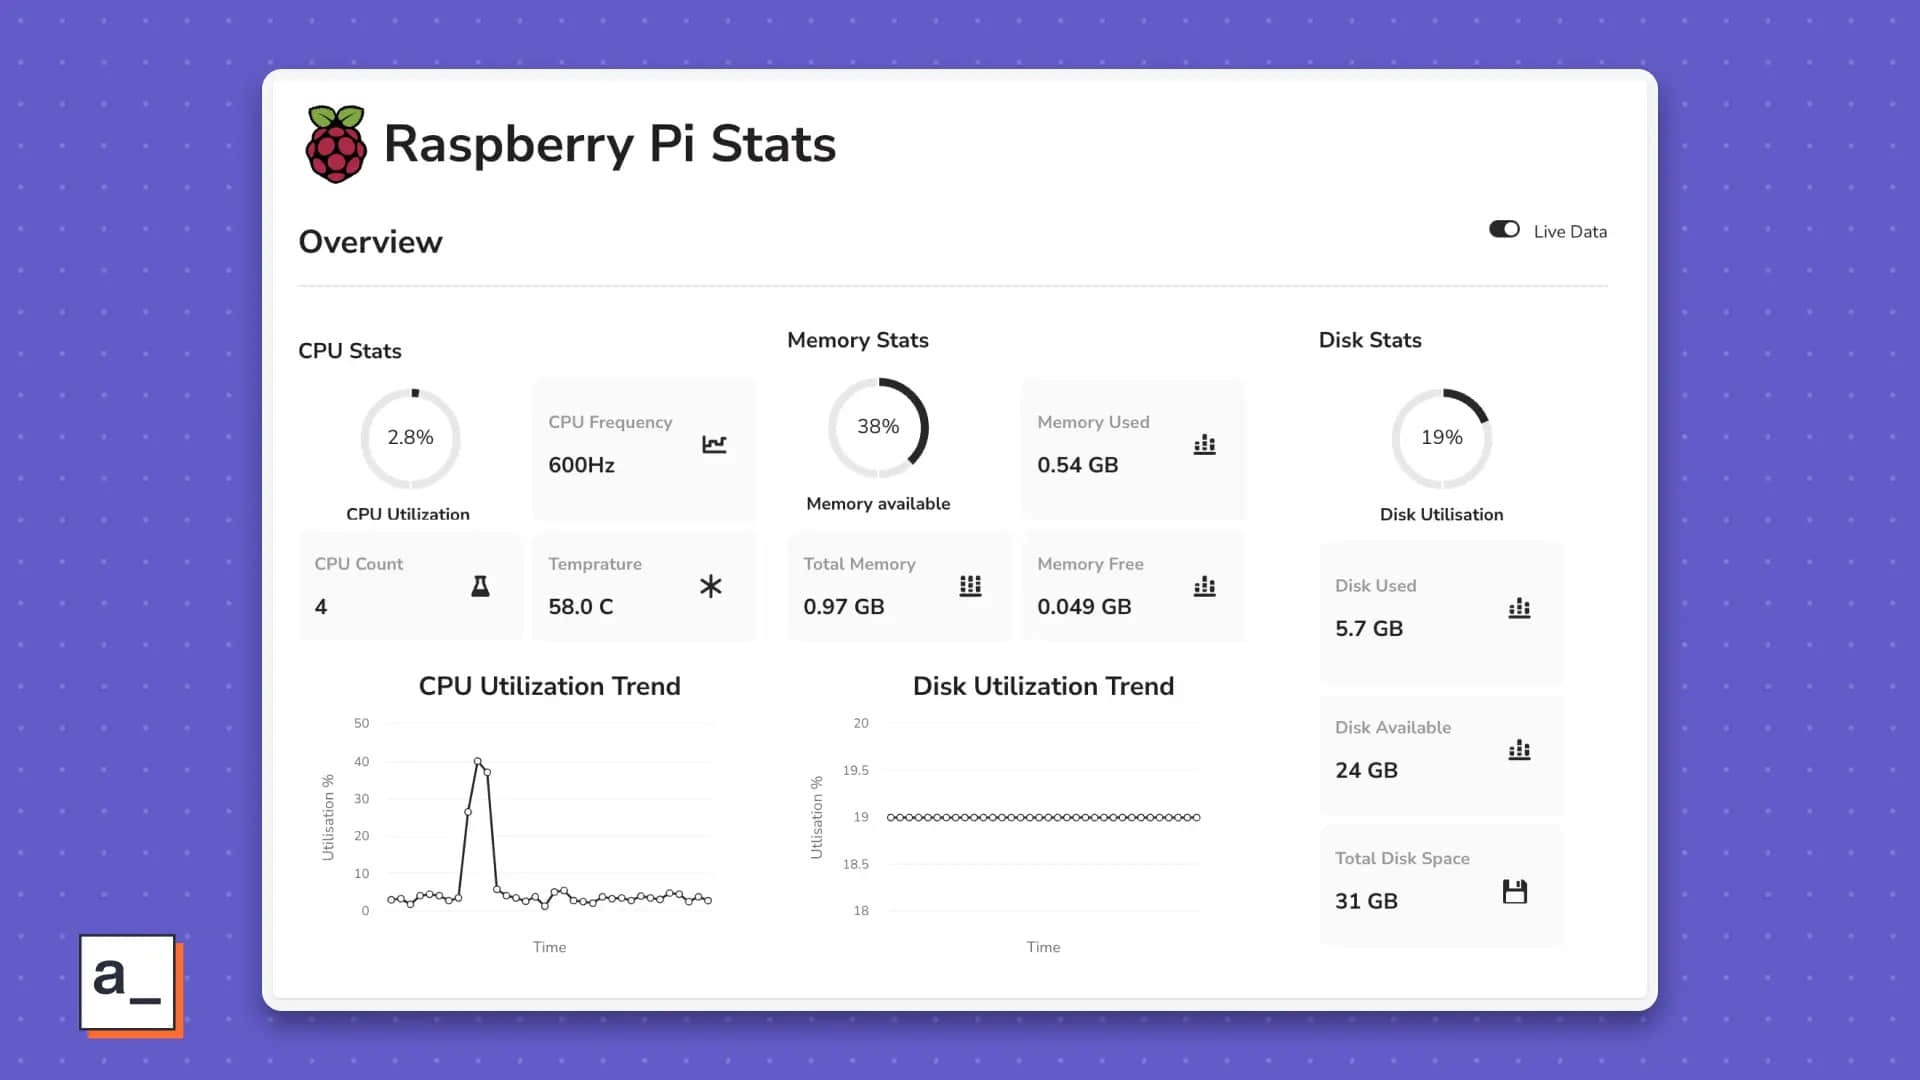 Raspberry Pi Stats
Overview
Live Data
CPU Stats
2.8%
CPU Utilization
CPU Frequency
600Hz
CPU Count
4
Temprature
58.0 C
Memory Stats
38%
Memory available
Memory Used
0.54 GB
Total Memory
0.97 GB
Memory Free
0.049 GB
Disk Stats
19%
Disk Utilisation
Disk Used
5.7 GB
Disk Available
24 GB
Total Disk Space
31 GB
CPU Utilization Trend
50
40
30
20
10
0
Utilisation %
Time
Disk Utilization Trend
20
19.5
19
18.5
18
Utlisation %
Time
a_